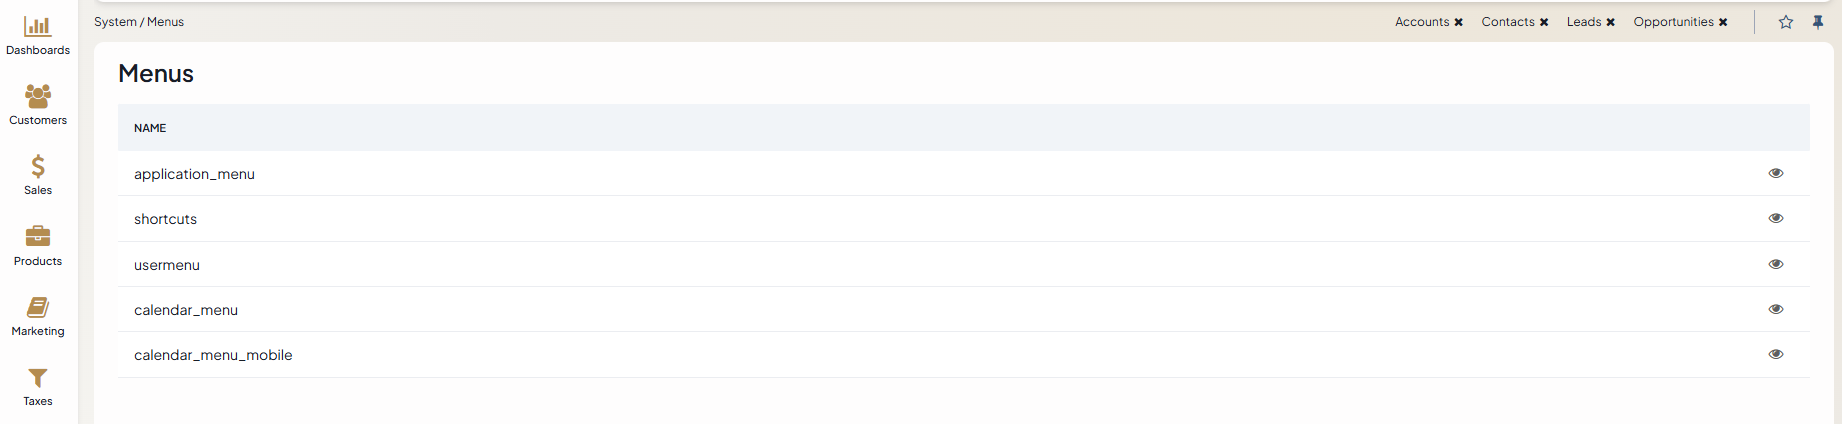 System / Menus
Accounts ✖ Contacts ✖ Leads ✖ Opportunities ✖
Dashboards
Customers
Sales
Products
Marketing
Taxes
Menus
NAME
application_menu
shortcuts
usermenu
calendar_menu
calendar_menu_mobile